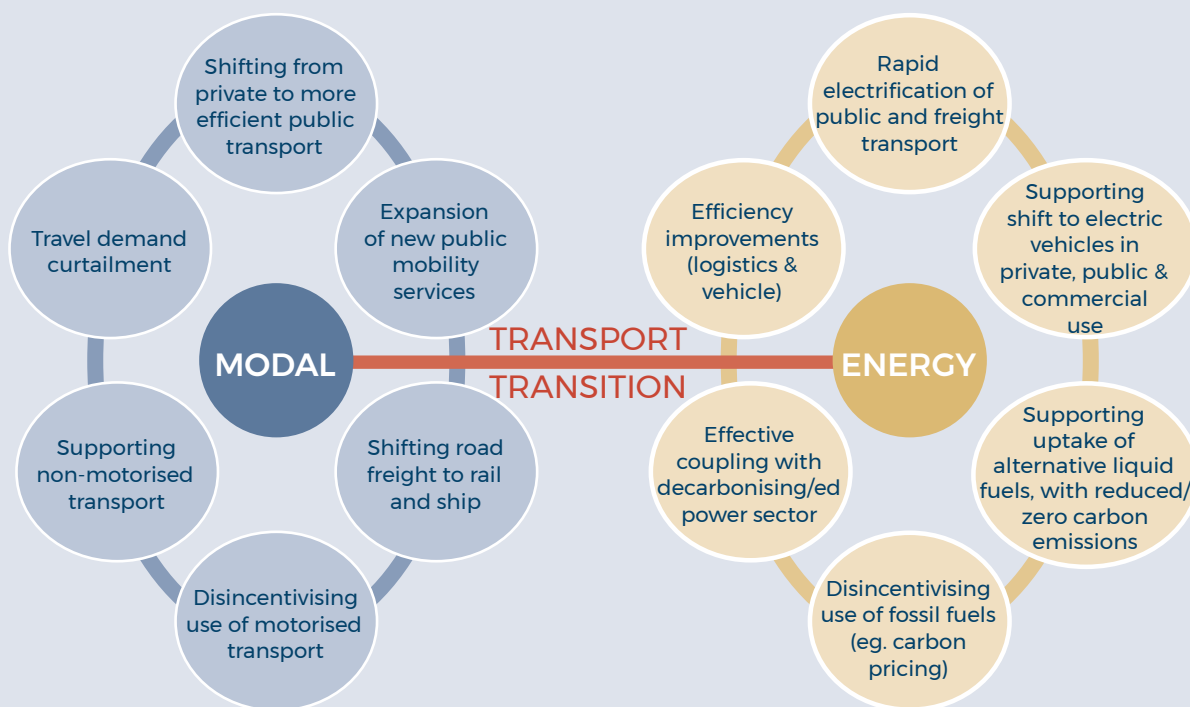 Shifting from
private to more
efficient public
transport
Expansion
of new public
mobility
services
Shifting road
freight to rail
and ship
Disincentivising
use of motorised
transport
Supporting
non-motorised
transport
Travel demand
curtailment
MODAL
TRANSPORT
TRANSITION
ENERGY
Rapid
electrification of
public and freight
transport
Supporting
shift to electric
vehicles in
private, public &
commercial
use
Supporting
uptake of
alternative liquid
fuels, with reduced/
zero carbon
emissions
Disincentivising
use of fossil fuels
(eg. carbon
pricing)
Effective
coupling with
decarbonising/ed
power sector
Efficiency
improvements
(logistics &
vehicle)